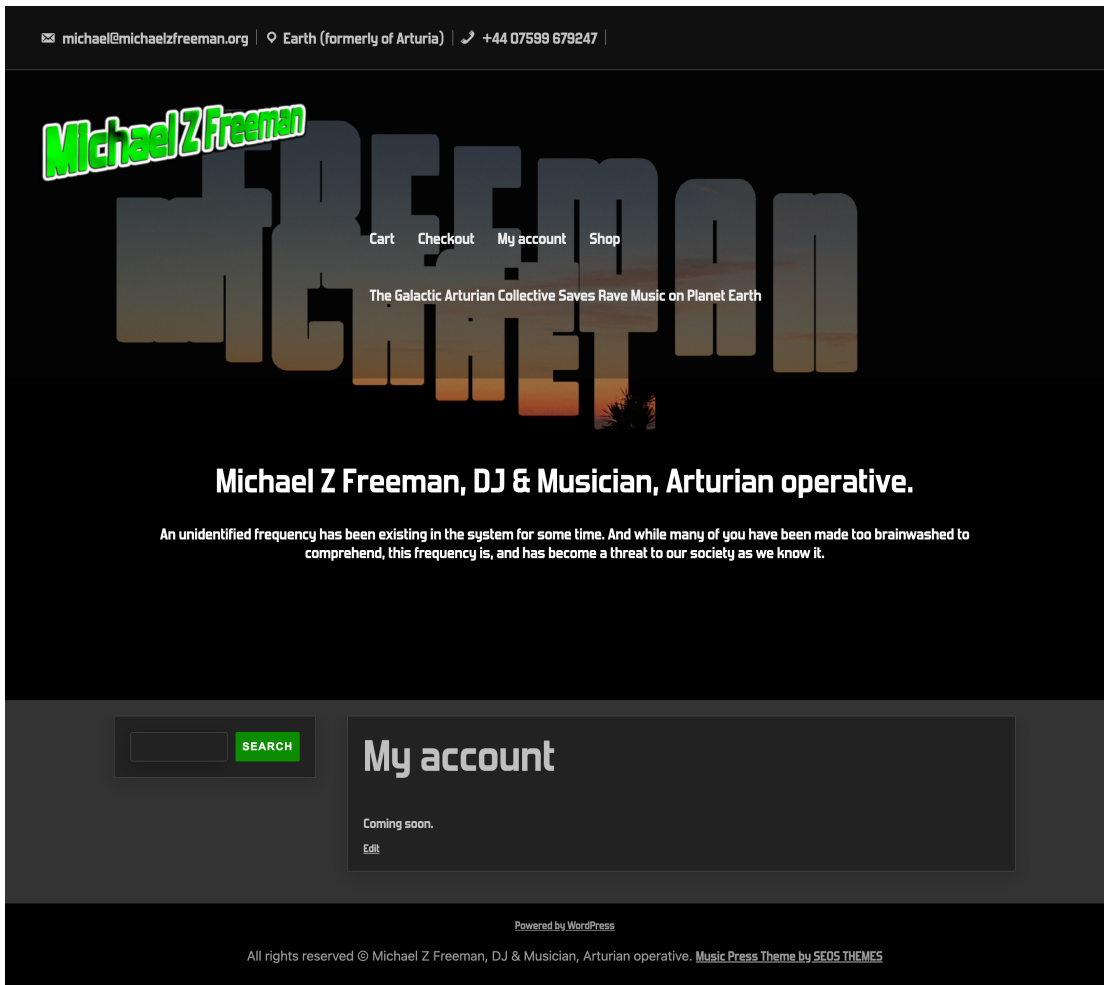 michael@michaelzfreeman.org
Earth (formerly of Arturia)
+44 07599 679247
Michael Z Freeman
FREEMAN
MICHAEL
Cart
Checkout
My account
Shop
The Galactic Arturian Collective Saves Rave Music on Planet Earth
Michael Z Freeman, DJ & Musician, Arturian operative.
An unidentified frequency has been existing in the system for some time. And while many of you have been made too brainwashed to
comprehend, this frequency is, and has become a threat to our society as we know it.
SEARCH
My account
Coming soon.
Edit
Powered by WordPress
All rights reserved © Michael Z Freeman, DJ & Musician, Arturian operative. Music Press Theme by SEOS THEMES